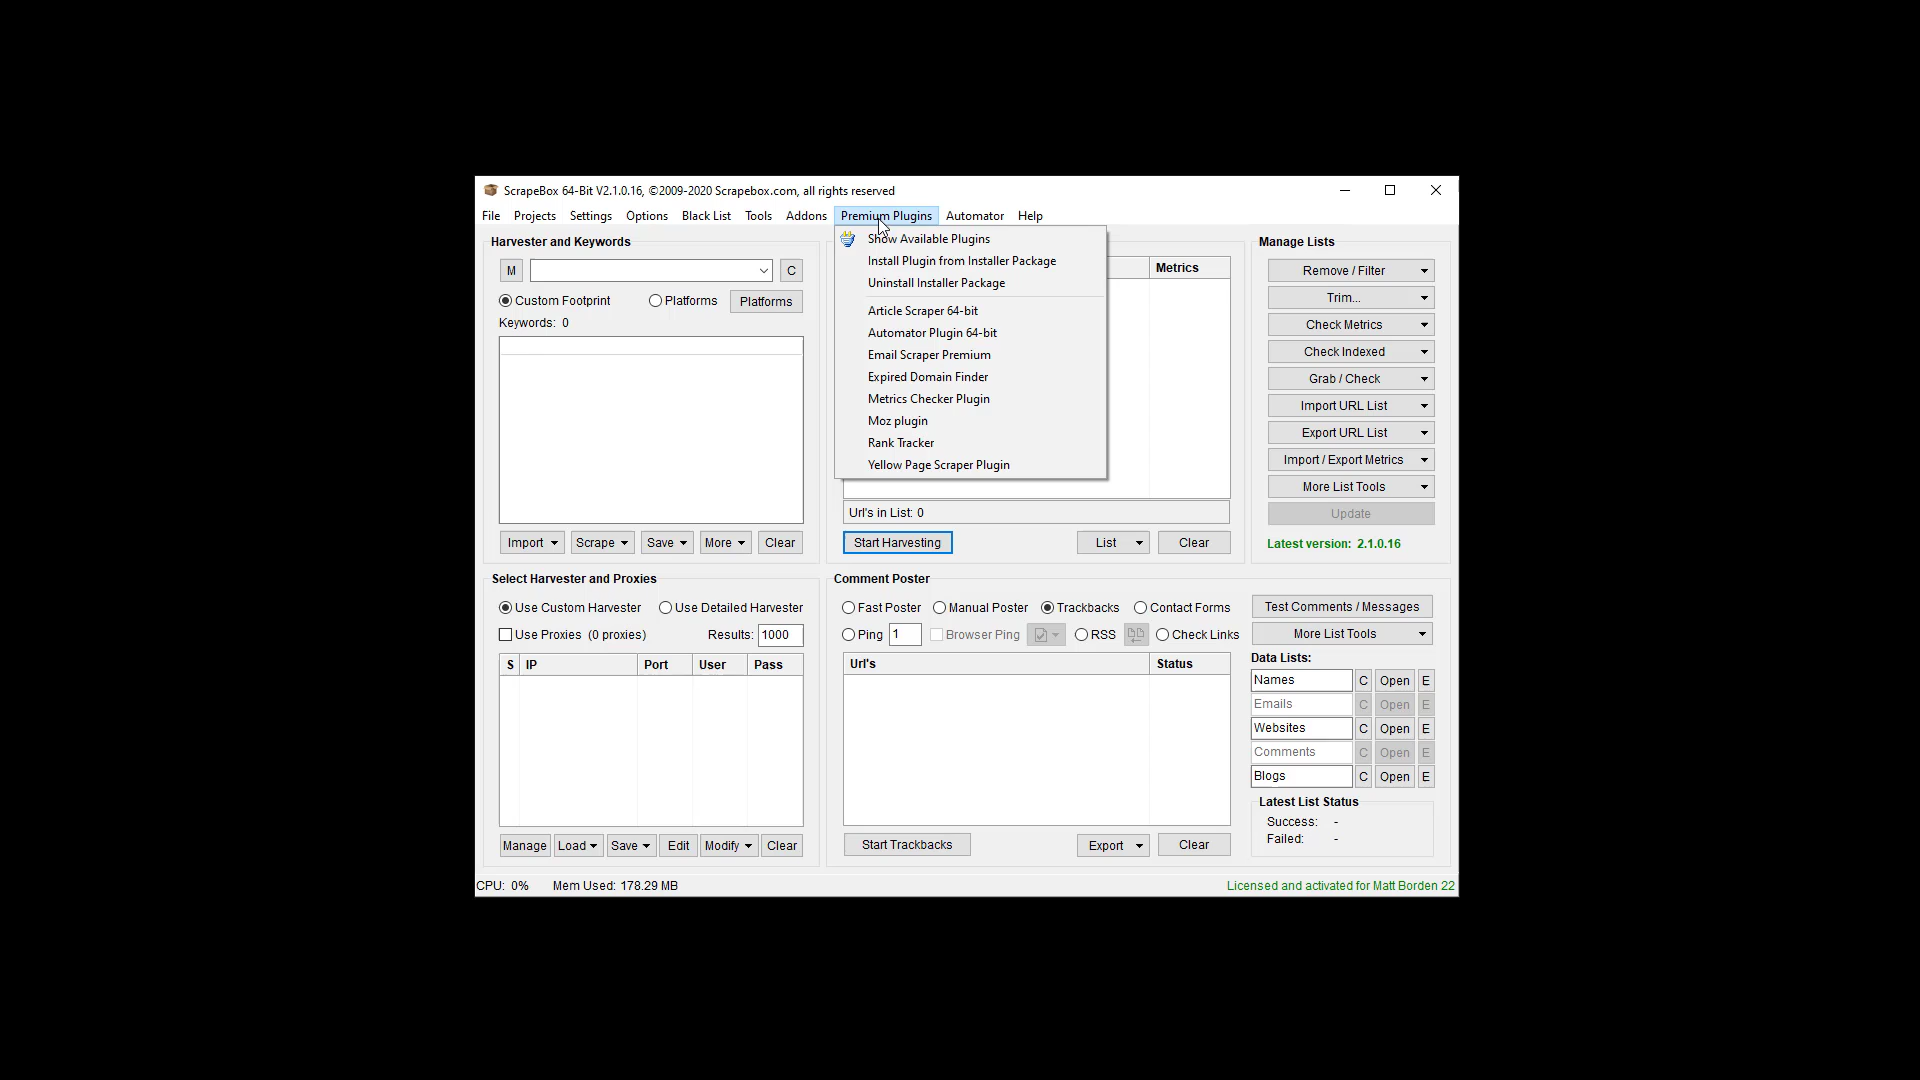 ScrapeBox 64-Bit V2.1.0.16, ©2009-2020 Scrapebox.com, all rights reserved
File Projects Settings Options Black List Tools Addons Premium Plugins Automator Help
Harvester and Keywords
M C
Custom Footprint Platforms Platforms
Keywords: 0
Import Scrape Save More Clear
Show Available Plugins
Install Plugin from Installer Package
Uninstall Installer Package
Article Scraper 64-bit
Automator Plugin 64-bit
Email Scraper Premium
Expired Domain Finder
Metrics Checker Plugin
Moz plugin
Rank Tracker
Yellow Page Scraper Plugin
Metrics
Url's in List: 0
Start Harvesting List Clear
Manage Lists
Remove / Filter
Trim...
Check Metrics
Check Indexed
Grab / Check
Import URL List
Export URL List
Import / Export Metrics
More List Tools
Update
Latest version: 2.1.0.16
Select Harvester and Proxies
Use Custom Harvester Use Detailed Harvester
Use Proxies (0 proxies) Results: 1000
S IP Port User Pass
Manage Load Save Edit Modify Clear
Comment Poster
Fast Poster Manual Poster Trackbacks Contact Forms
Ping 1 Browser Ping RSS Check Links
Url's Status
Start Trackbacks Export Clear
Test Comments / Messages
More List Tools
Data Lists:
Names C Open E
Emails C Open E
Websites C Open E
Comments C Open E
Blogs C Open E
Latest List Status
Success: -
Failed: -
CPU: 0% Mem Used: 178.29 MB Licensed and activated for Matt Borden 22